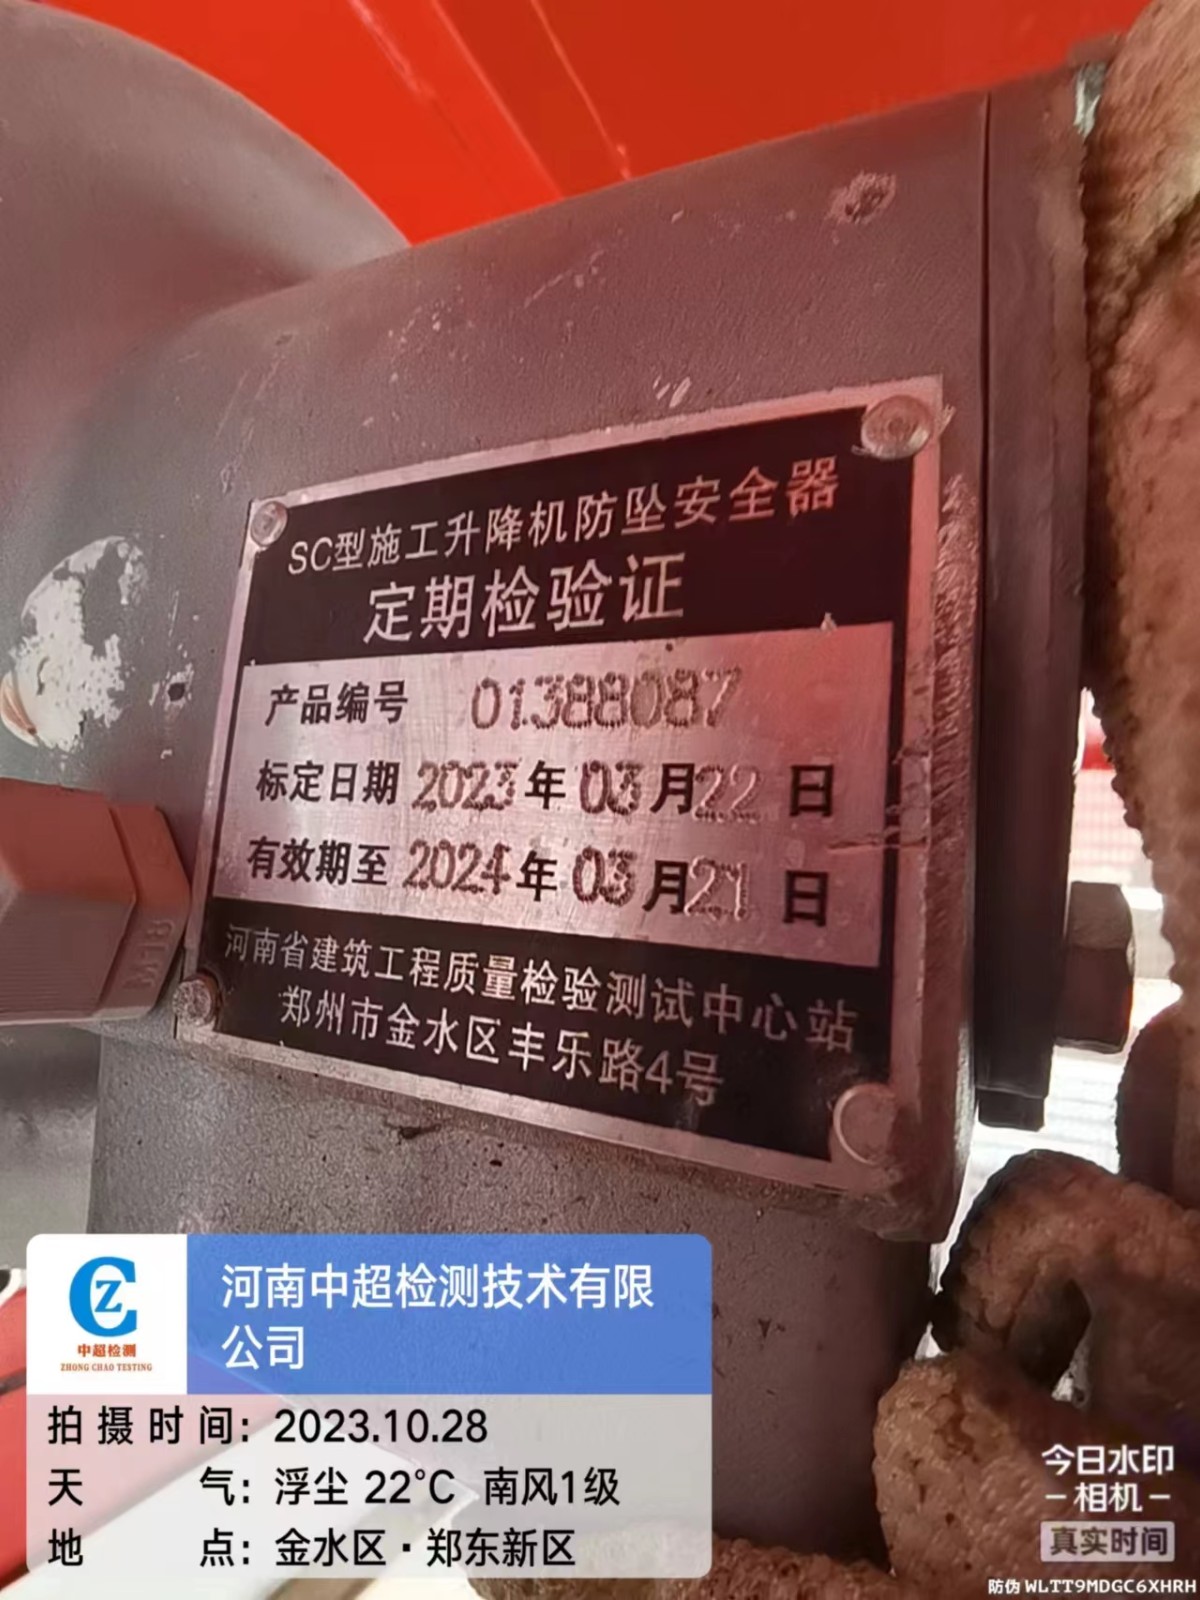 SC型施工升降机防坠安全器
定期检验证
产品编号 01388087
标定日期 2023年03月22日
有效期至 2024年03月21日
河南省建筑工程质量检验测试中心站
郑州市金水区丰乐路4号
M18
CZ
中超检测
ZHONG CHAO TESTING
河南中超检测技术有限
公司
拍摄时间：2023.10.28
天气：浮尘 22℃ 南风1级
地点：金水区·郑东新区
今日水印
相机
真实时间
防伪 WLTT9MDGC6XHRH